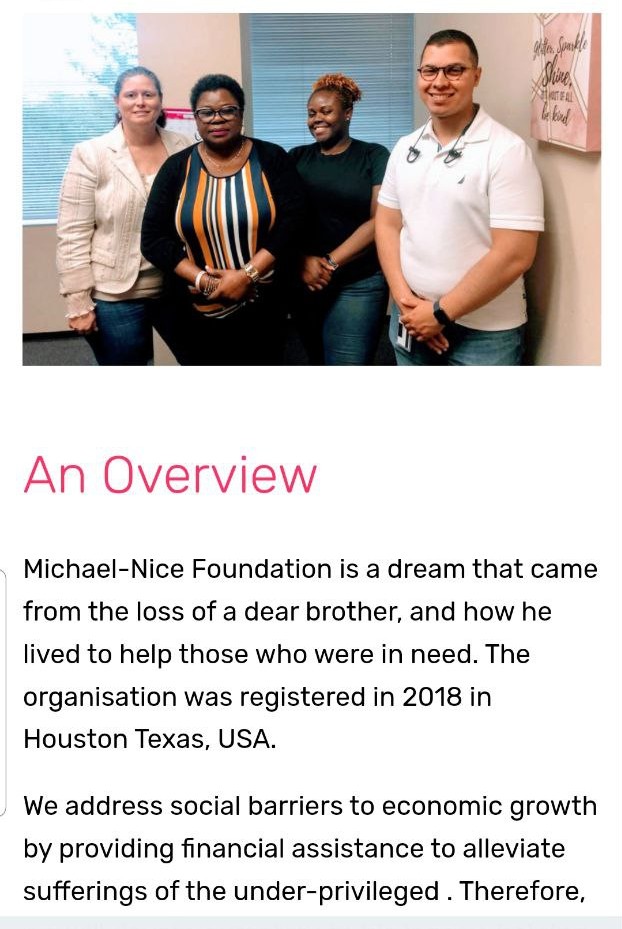 Glitter, Sparkle
Shine,
BUT MOST OF ALL
be kind
An Overview
Michael-Nice Foundation is a dream that came
from the loss of a dear brother, and how he
lived to help those who were in need. The
organisation was registered in 2018 in
Houston Texas, USA.
We address social barriers to economic growth
by providing financial assistance to alleviate
sufferings of the under-privileged . Therefore,